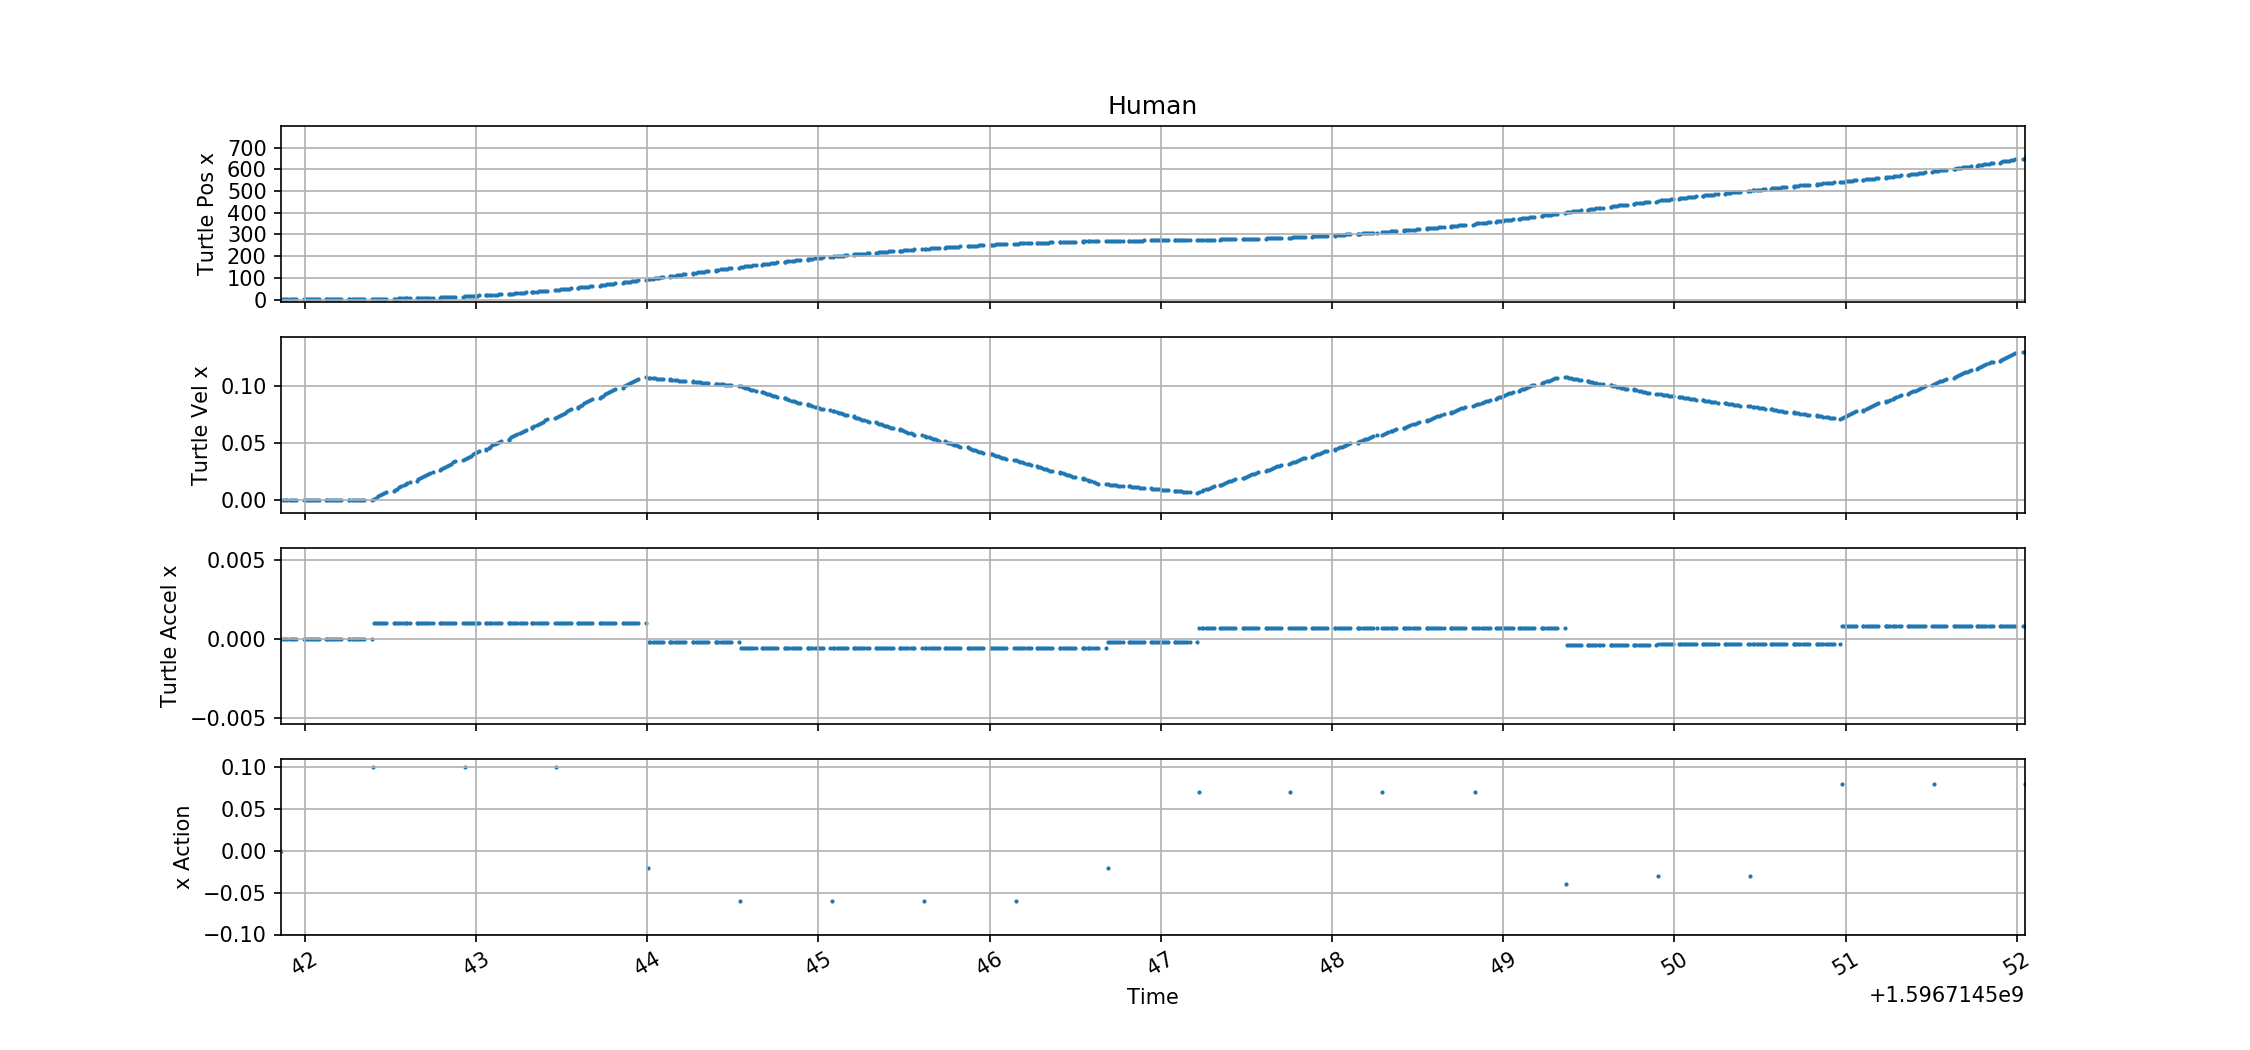 Human
Turtle Pos x
700
600
500
400
300
200
100
0
Turtle Vel x
0.10
0.05
0.00
Turtle Accel x
0.005
0.000
−0.005
x Action
0.10
0.05
0.00
−0.05
−0.10
42 43 44 45 46 47 48 49 50 51 52
Time
+1.5967145e9